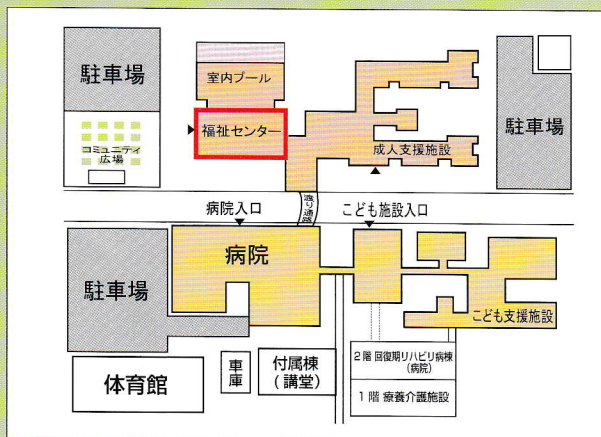 駐車場
室内プール
福祉センター
コミュニティ
広場
成人支援施設
駐車場
渡り通路
病院入口
こども施設入口
病院
駐車場
こども支援施設
2階 回復期リハビリ病棟
(病院)
1階 療養介護施設
車庫
付属棟
(講堂)
体育館